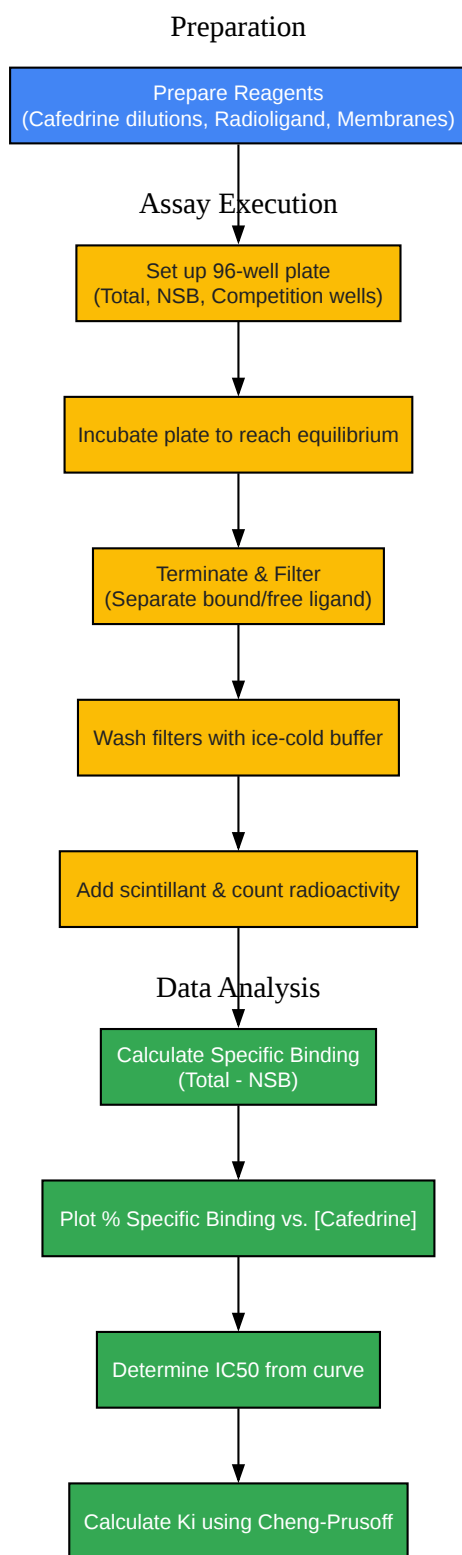 Preparation
Prepare Reagents
(Cafedrine dilutions, Radioligand, Membranes)
Assay Execution
Set up 96-well plate
(Total, NSB, Competition wells)
Incubate plate to reach equilibrium
Terminate & Filter
(Separate bound/free ligand)
Wash filters with ice-cold buffer
Add scintillant & count radioactivity
Data Analysis
Calculate Specific Binding
(Total - NSB)
Plot % Specific Binding vs. [Cafedrine]
Determine IC50 from curve
Calculate Ki using Cheng-Prusoff